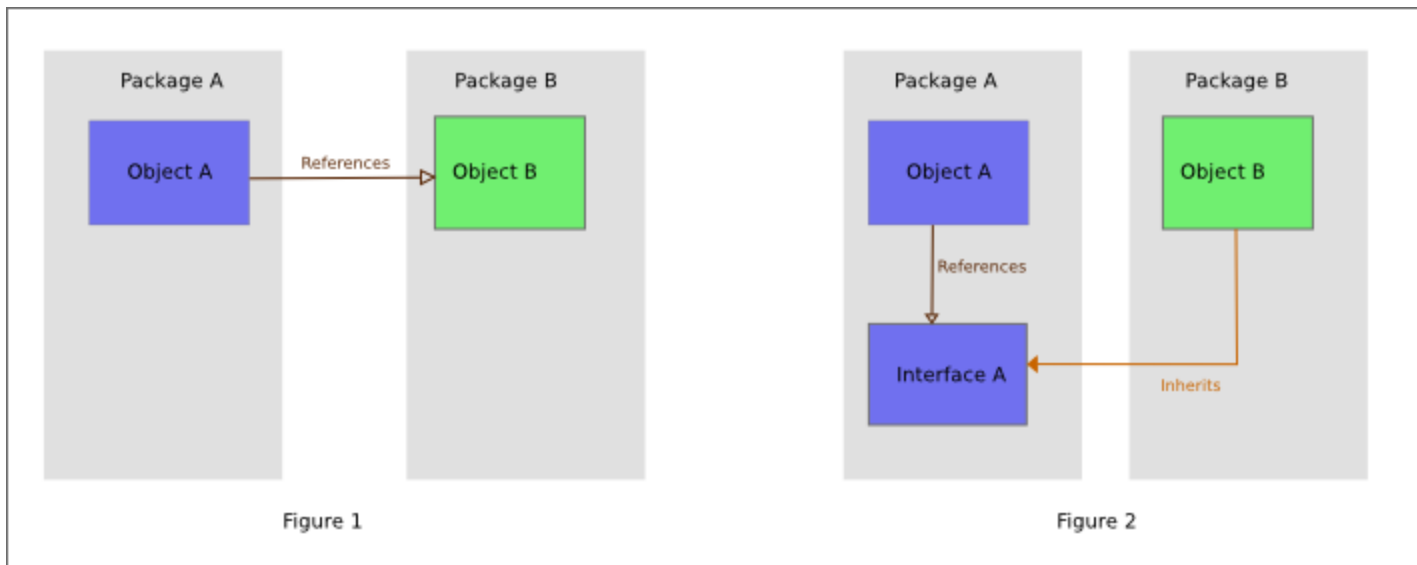 Package A
Package B
Object A
References
Object B
Figure 1
Package A
Package B
Object A
Object B
References
Interface A
Inherits
Figure 2